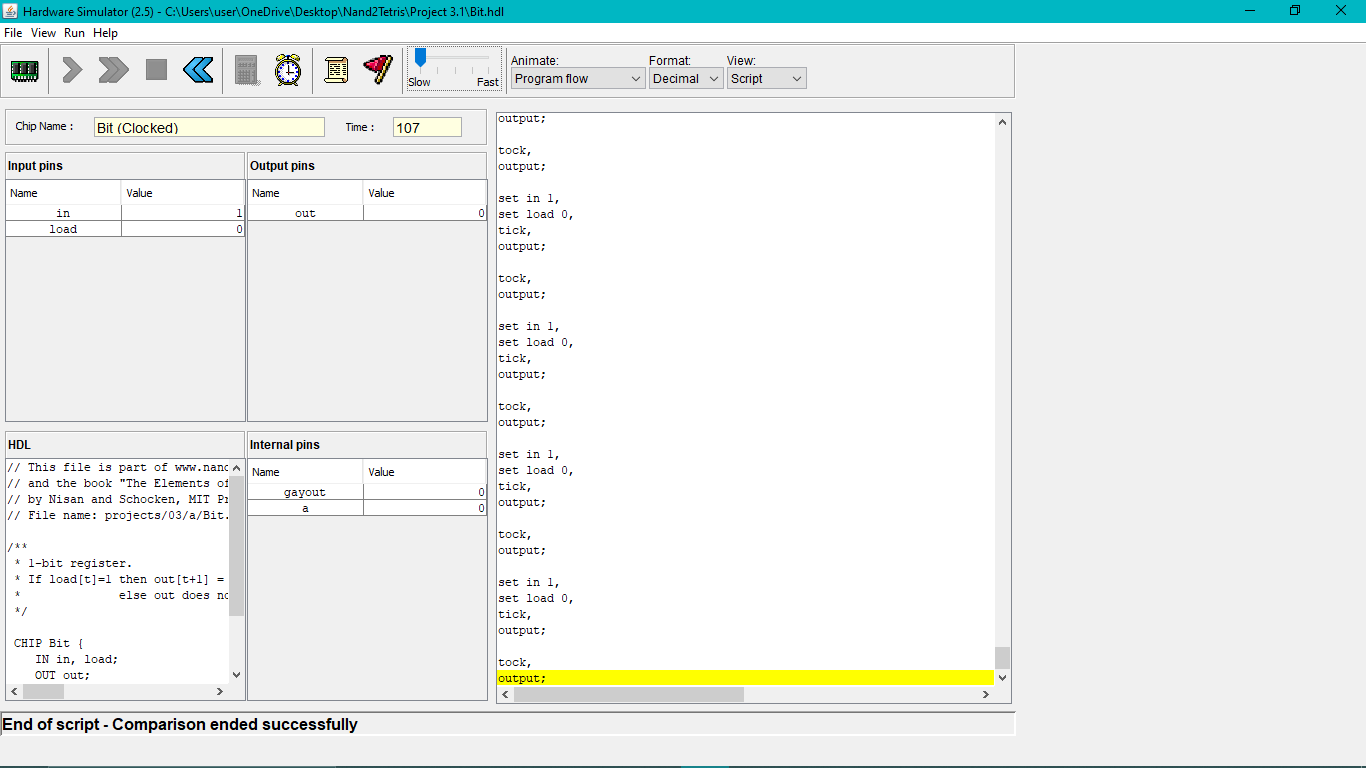 Hardware Simulator (2.5) - C:\Users\user\OneDrive\Desktop\Nand2Tetris\Project 3.1\Bit.hdl
File View Run Help
Slow Fast
Animate:
Program flow
Format:
Decimal
View:
Script
Chip Name :
Bit (Clocked)
Time :
107
Input pins
Name Value
in 1
load 0
Output pins
Name Value
out 0
HDL
// This file is part of www.nand
// and the book "The Elements of
// by Nisan and Schocken, MIT Pr
// File name: projects/03/a/Bit.
/**
* 1-bit register.
* If load[t]=1 then out[t+1] =
* else out does no
*/
CHIP Bit {
IN in, load;
OUT out;
Internal pins
Name Value
gayout 0
a 0
output;
tock,
output;
set in 1,
set load 0,
tick,
output;
tock,
output;
set in 1,
set load 0,
tick,
output;
tock,
output;
set in 1,
set load 0,
tick,
output;
tock,
output;
set in 1,
set load 0,
tick,
output;
tock,
output;
End of script - Comparison ended successfully